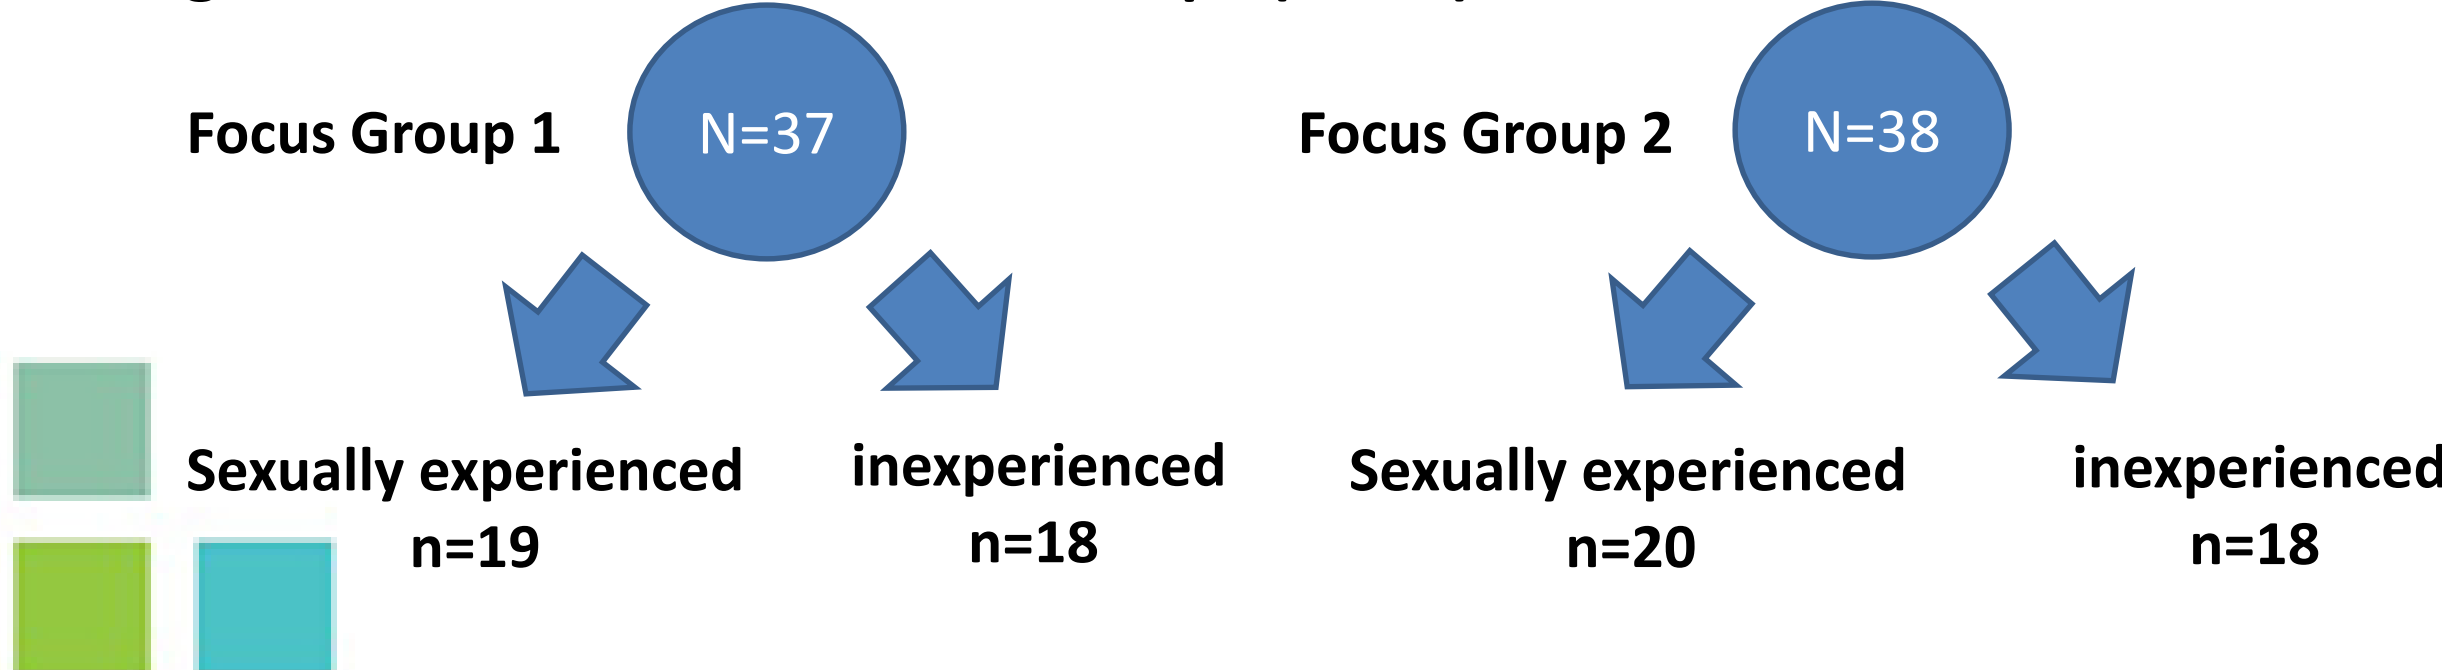 Focus Group 1
N=37
Focus Group 2
N=38
Sexually experienced
n=19
inexperienced
n=18
Sexually experienced
n=20
inexperienced
n=18